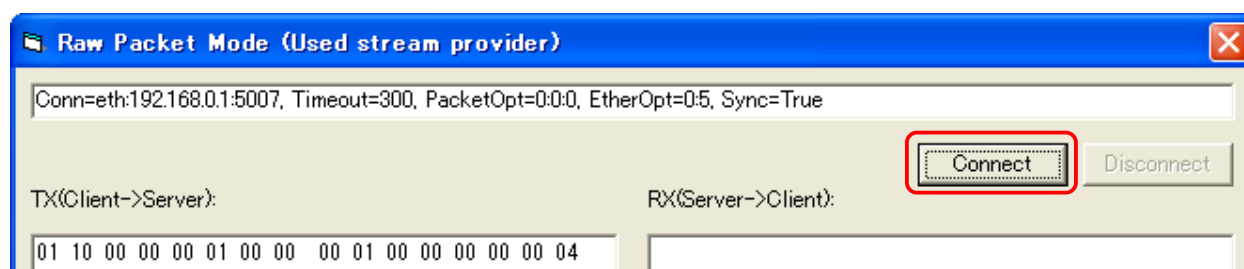 Raw Packet Mode (Used stream provider)
Conn=eth:192.168.0.1:5007, Timeout=300, PacketOpt=0:0:0, EtherOpt=0:5, Sync=True
Connect Disconnect
TX(Client->Server): RX(Server->Client):
01 10 00 00 00 01 00 00  00 01 00 00 00 00 00 04